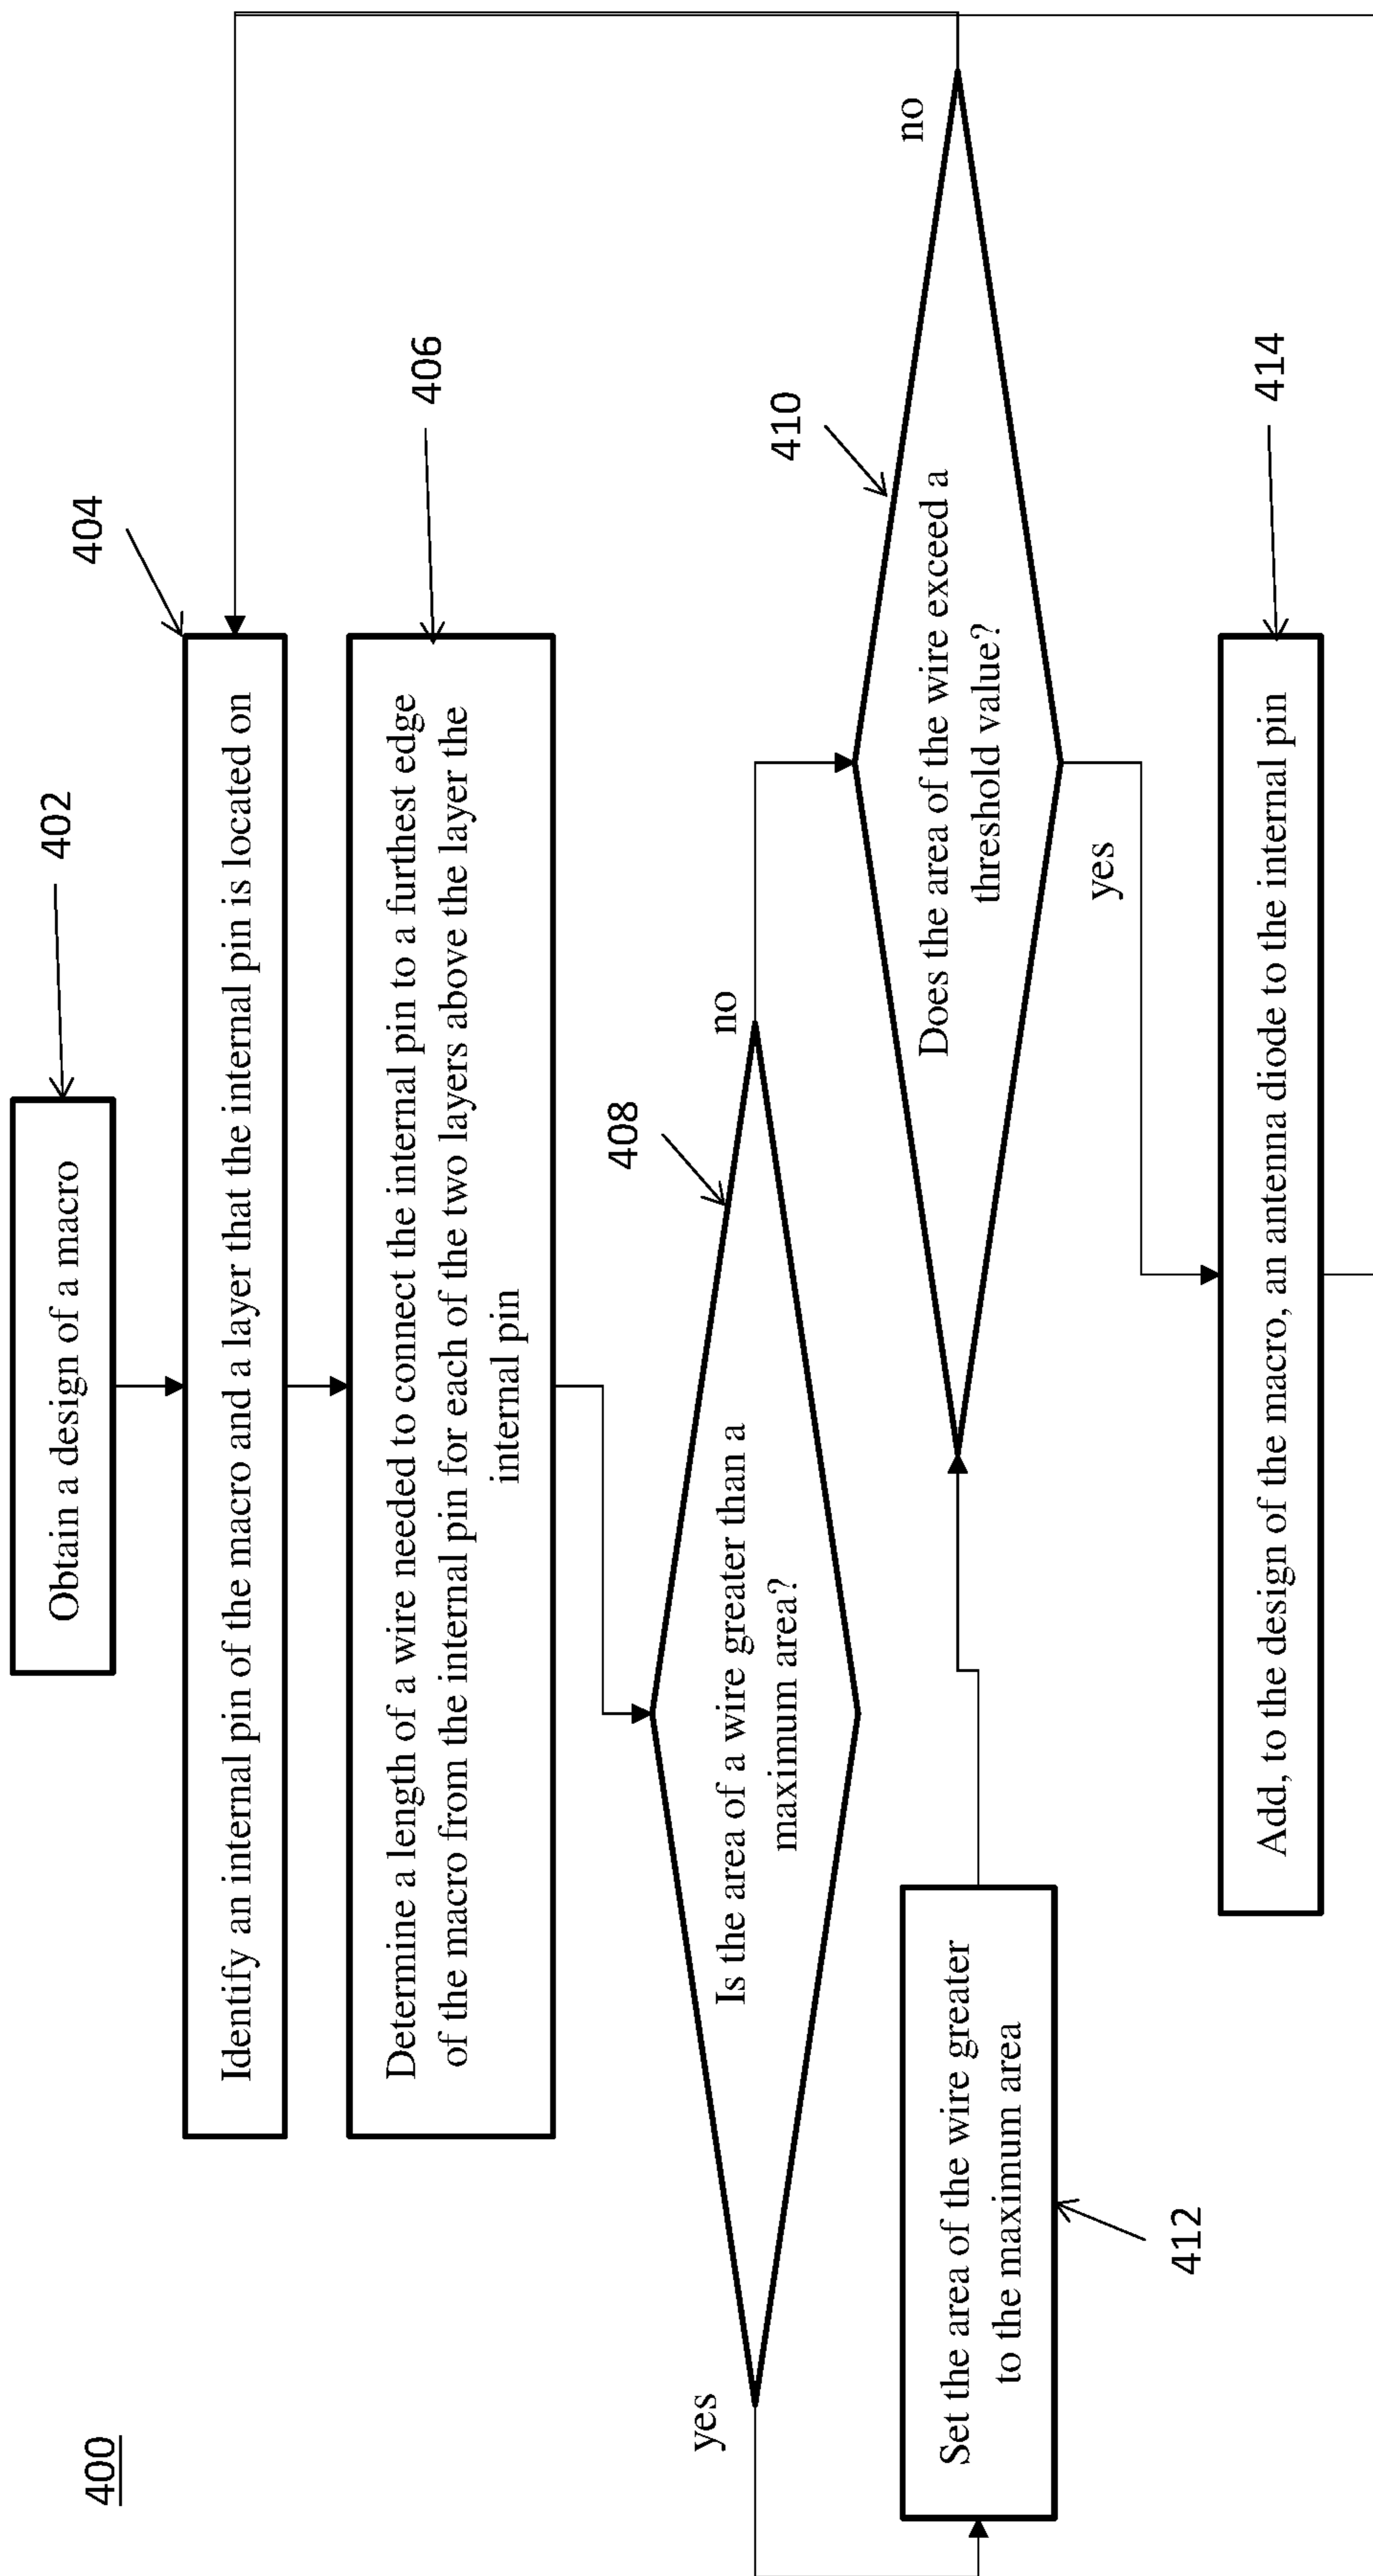 400
Obtain a design of a macro
402
404
Identify an internal pin of the macro and a layer that the internal pin is located on
406
Determine a length of a wire needed to connect the internal pin to a furthest edge
of the macro from the internal pin for each of the two layers above the layer the
internal pin
408
Is the area of a wire greater than a
maximum area?
yes
no
410
Does the area of the wire exceed a
threshold value?
no
yes
Set the area of the wire greater
to the maximum area
412
414
Add, to the design of the macro, an antenna diode to the internal pin